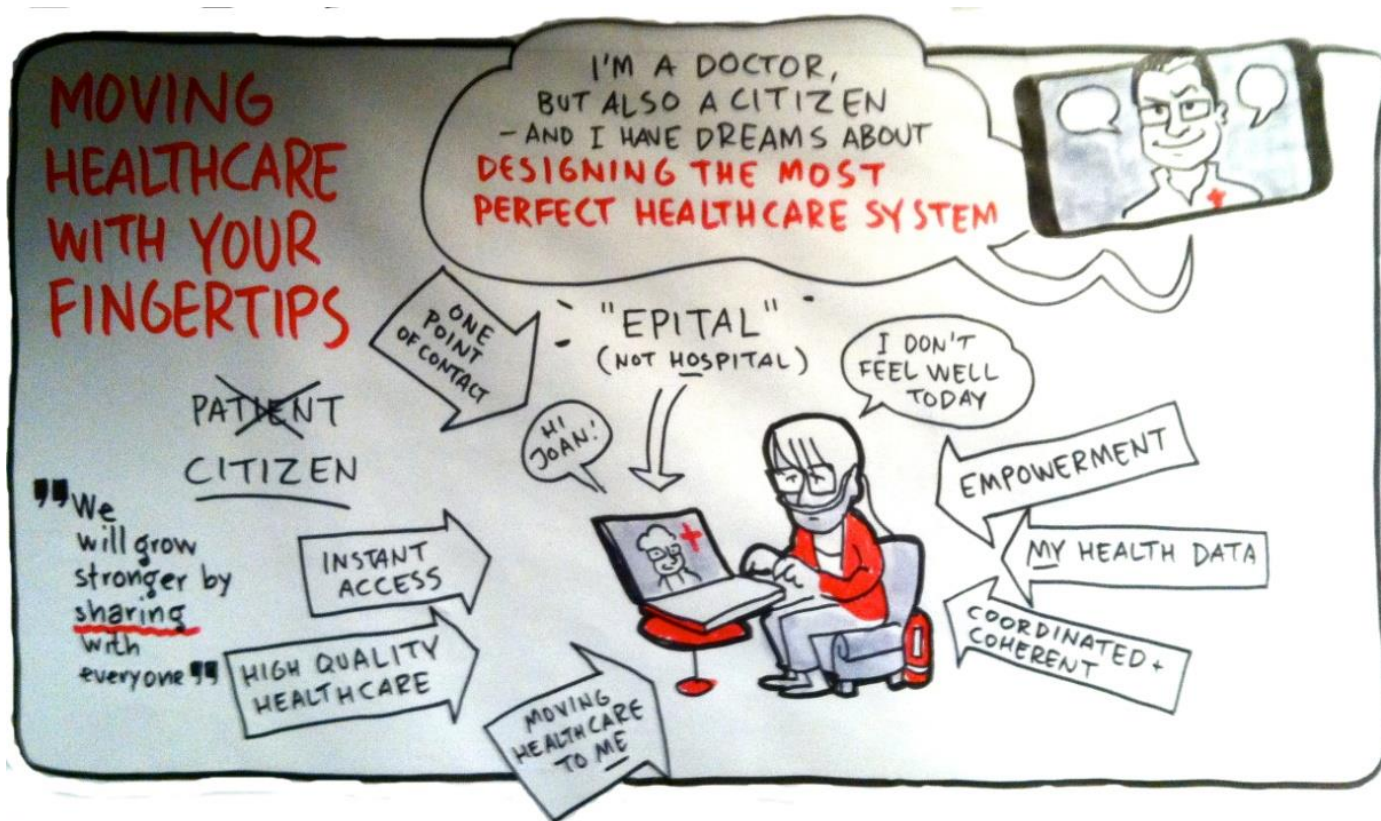 MOVING
HEALTHCARE
WITH YOUR
FINGERTIPS
I'M A DOCTOR,
BUT ALSO A CITIZEN
– AND I HAVE DREAMS ABOUT
DESIGNING THE MOST
PERFECT HEALTHCARE SYSTEM
ONE
POINT
OF CONTACT
"EPITAL"
(NOT HOSPITAL)
I DON'T
FEEL WELL
TODAY
HI
JOAN!
PATIENT
CITIZEN
"We
will grow
stronger by
sharing
with
everyone"
INSTANT
ACCESS
HIGH QUALITY
HEALTHCARE
MOVING
HEALTHCARE
TO ME
EMPOWERMENT
MY HEALTH DATA
COORDINATED +
COHERENT